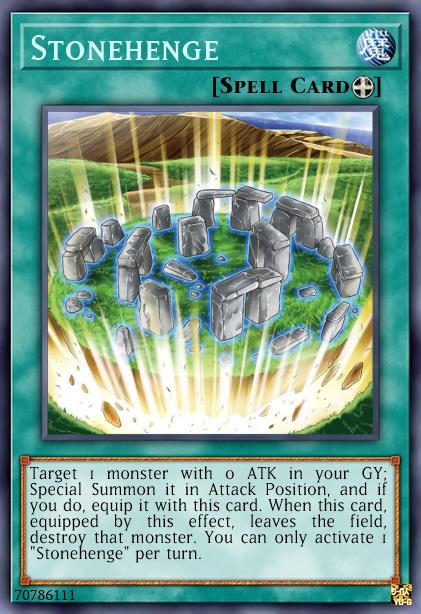 Stonehenge
[Spell Card]
Target 1 monster with 0 ATK in your GY;
Special Summon it in Attack Position, and if
you do, equip it with this card. When this card,
equipped by this effect, leaves the field,
destroy that monster. You can only activate 1
"Stonehenge" per turn.
70786111